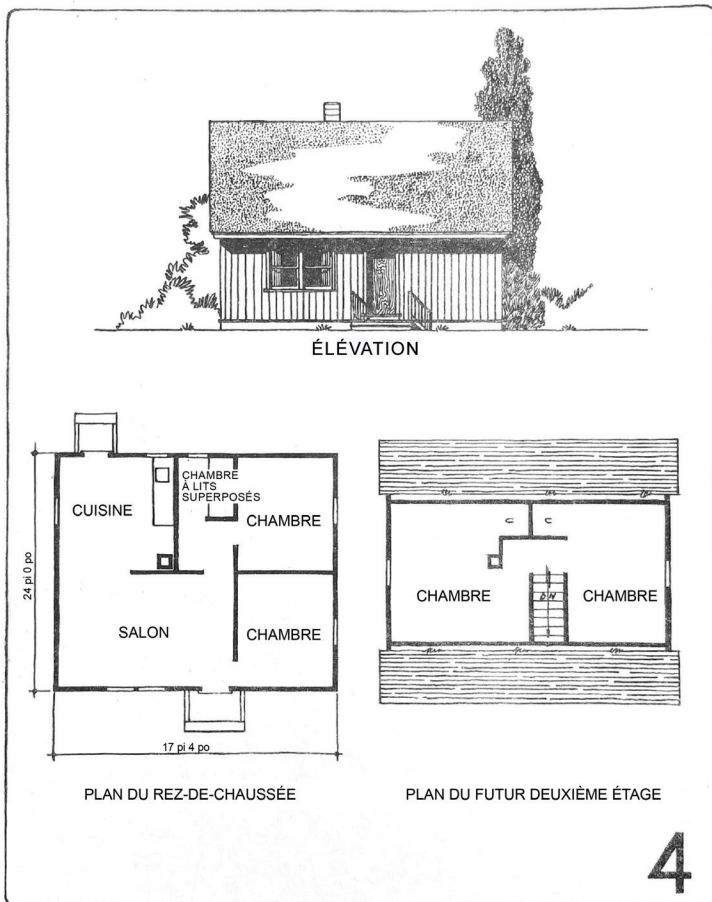 ÉLÉVATION
CHAMBRE
À LITS
SUPERPOSÉS
CUISINE
CHAMBRE
24 pi 0 po
SALON
CHAMBRE
17 pi 4 po
PLAN DU REZ-DE-CHAUSSÉE
C
C
CHAMBRE
DN
CHAMBRE
PLAN DU FUTUR DEUXIÈME ÉTAGE
4